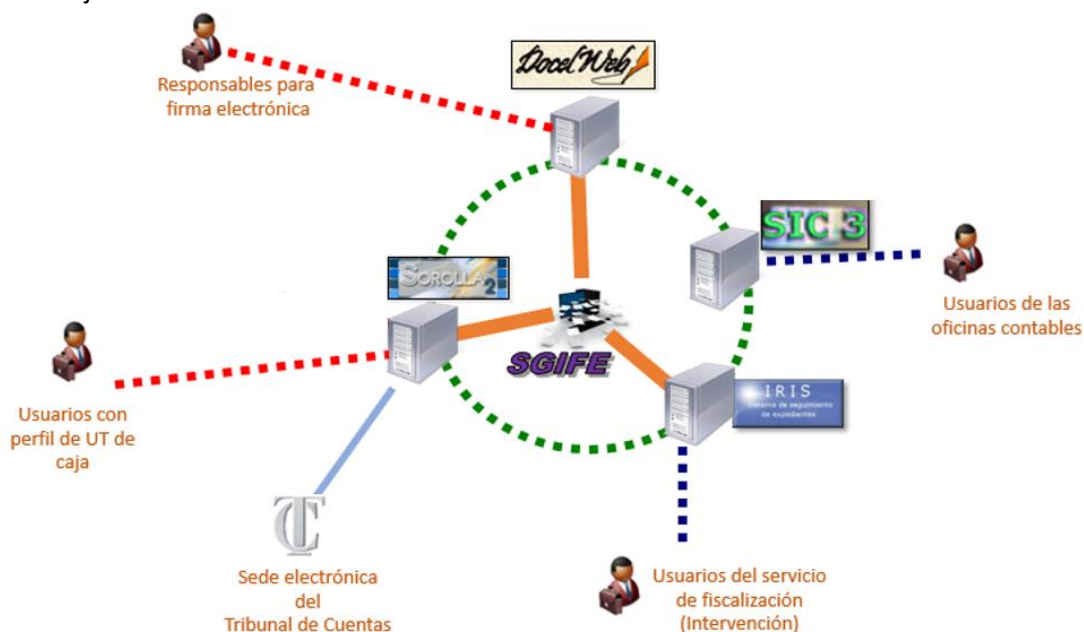 Responsables para
firma electrónica
DocelWeb
SIC 3
Usuarios de las
oficinas contables
SOROLLA2
SGIFE
IRIS
Sistema de seguimiento
de expedientes
Usuarios con
perfil de UT de
caja
TC
Sede electrónica
del
Tribunal de Cuentas
Usuarios del servicio
de fiscalización
(Intervención)